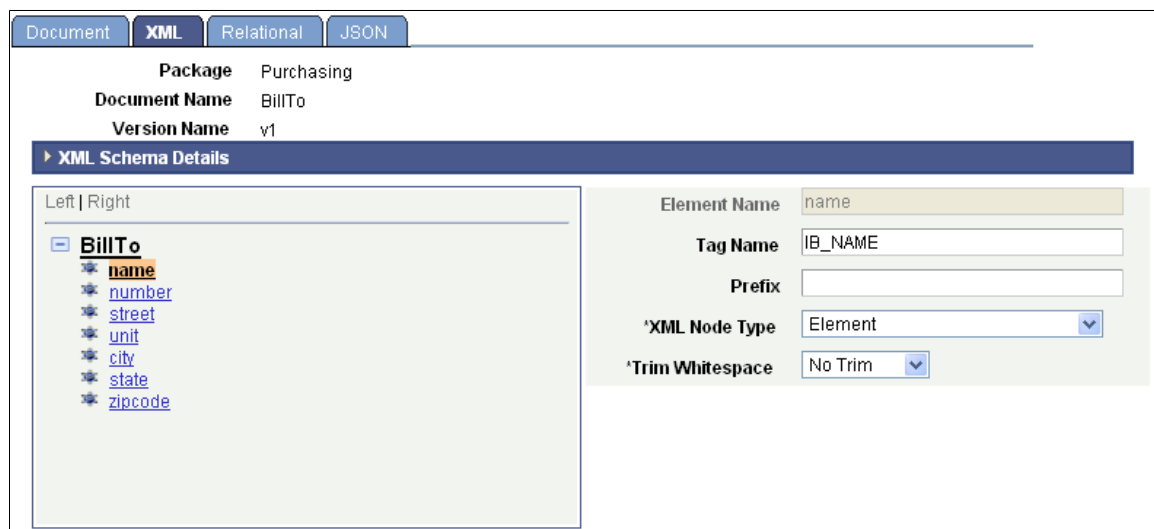 Document XML Relational JSON
Package Purchasing
Document Name BillTo
Version Name v1
XML Schema Details
Left | Right
BillTo
name
number
street
unit
city
state
zipcode
Element Name name
Tag Name IB_NAME
Prefix
*XML Node Type Element
*Trim Whitespace No Trim